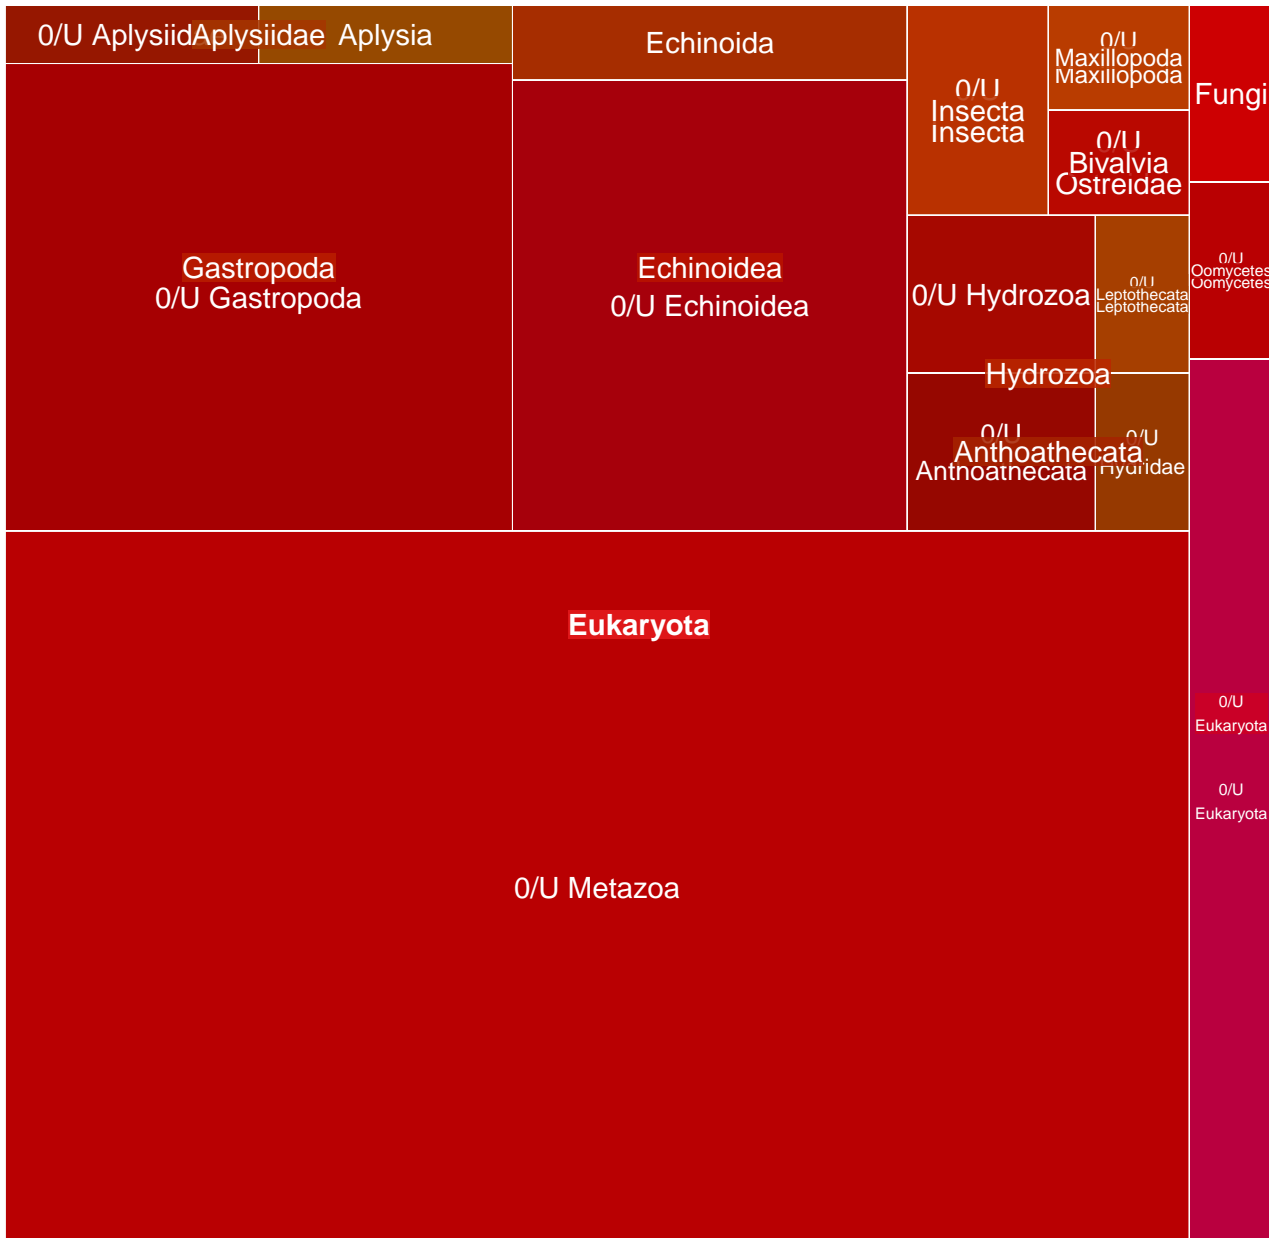 0/U Aplysiidae
Aplysiidae
Aplysia
Echinoida
0/U
Insecta
Insecta
0/U
Maxillopoda
Maxillopoda
Fungi
0/U
Bivalvia
Ostreidae
Gastropoda
0/U Gastropoda
Echinoidea
0/U Echinoidea
0/U Hydrozoa
0/U
Leptothecata
Leptothecata
0/U
Oomycetes
Oomycetes
Hydrozoa
0/U
Anthoathecata
Anthoathecata
0/U
Hydridae
Eukaryota
0/U
Eukaryota
0/U
Eukaryota
0/U Metazoa